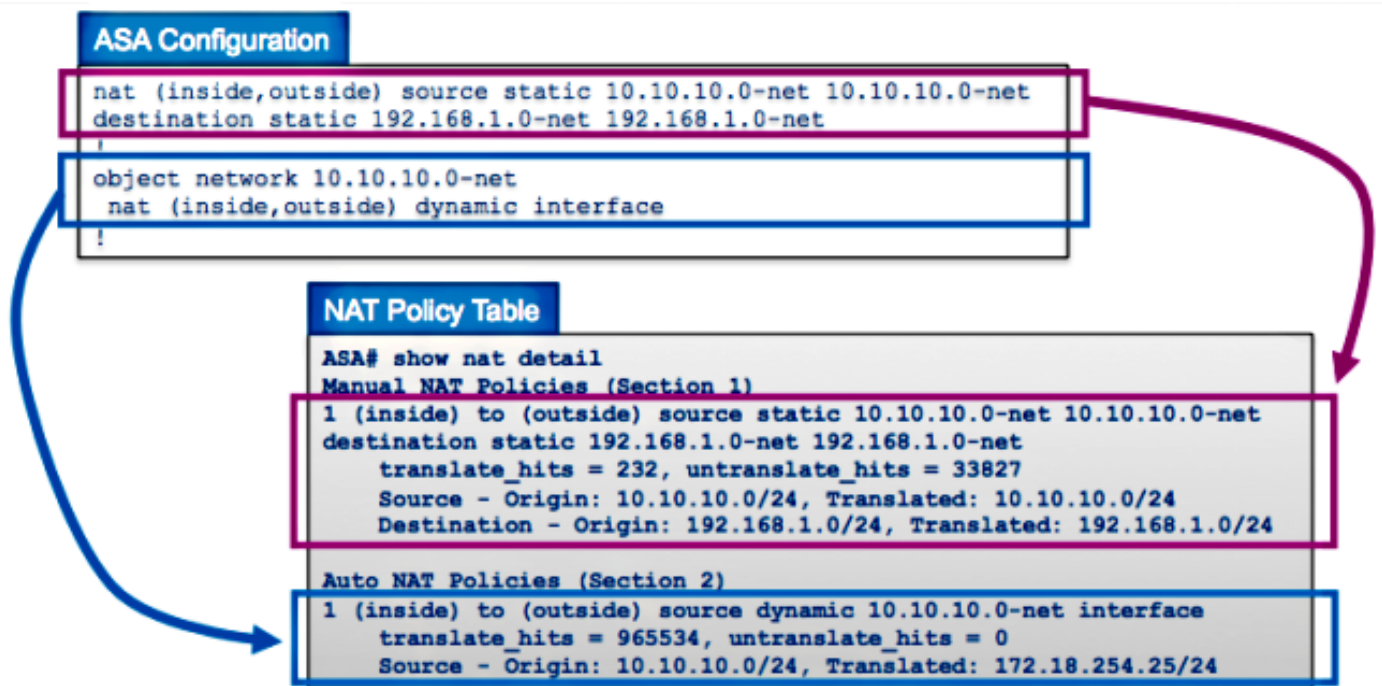 ASA Configuration
nat (inside,outside) source static 10.10.10.0-net 10.10.10.0-net
destination static 192.168.1.0-net 192.168.1.0-net
!
object network 10.10.10.0-net
nat (inside,outside) dynamic interface
!
NAT Policy Table
ASA# show nat detail
Manual NAT Policies (Section 1)
1 (inside) to (outside) source static 10.10.10.0-net 10.10.10.0-net
destination static 192.168.1.0-net 192.168.1.0-net
translate_hits = 232, untranslate_hits = 33827
Source - Origin: 10.10.10.0/24, Translated: 10.10.10.0/24
Destination - Origin: 192.168.1.0/24, Translated: 192.168.1.0/24
Auto NAT Policies (Section 2)
1 (inside) to (outside) source dynamic 10.10.10.0-net interface
translate_hits = 965534, untranslate_hits = 0
Source - Origin: 10.10.10.0/24, Translated: 172.18.254.25/24